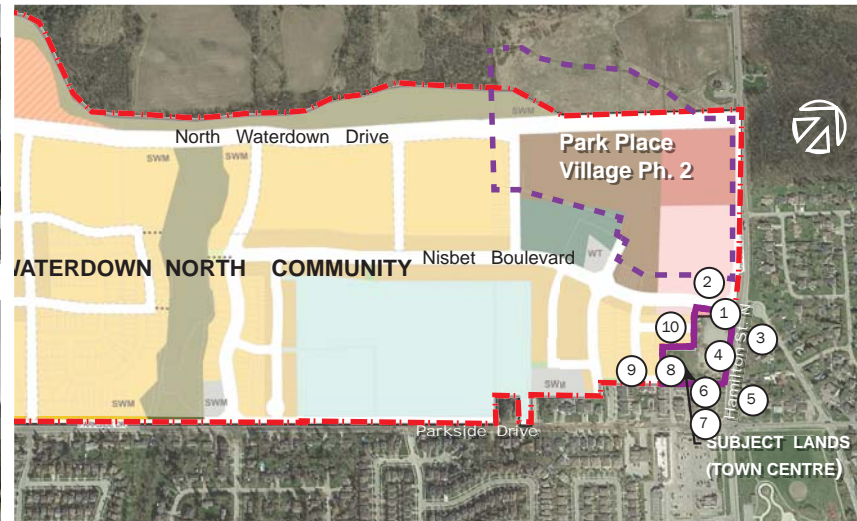 SWM
North Waterdown Drive
Park Place
Village Ph. 2
SWM
SWM
WATERDOWN NORTH COMMUNITY
Nisbet Boulevard
WT
2
1
10
3
4
9
8
6
5
7
SWM
SWM
SWM
Hamilton St. N
Parkside Drive
SUBJECT LANDS
(TOWN CENTRE)